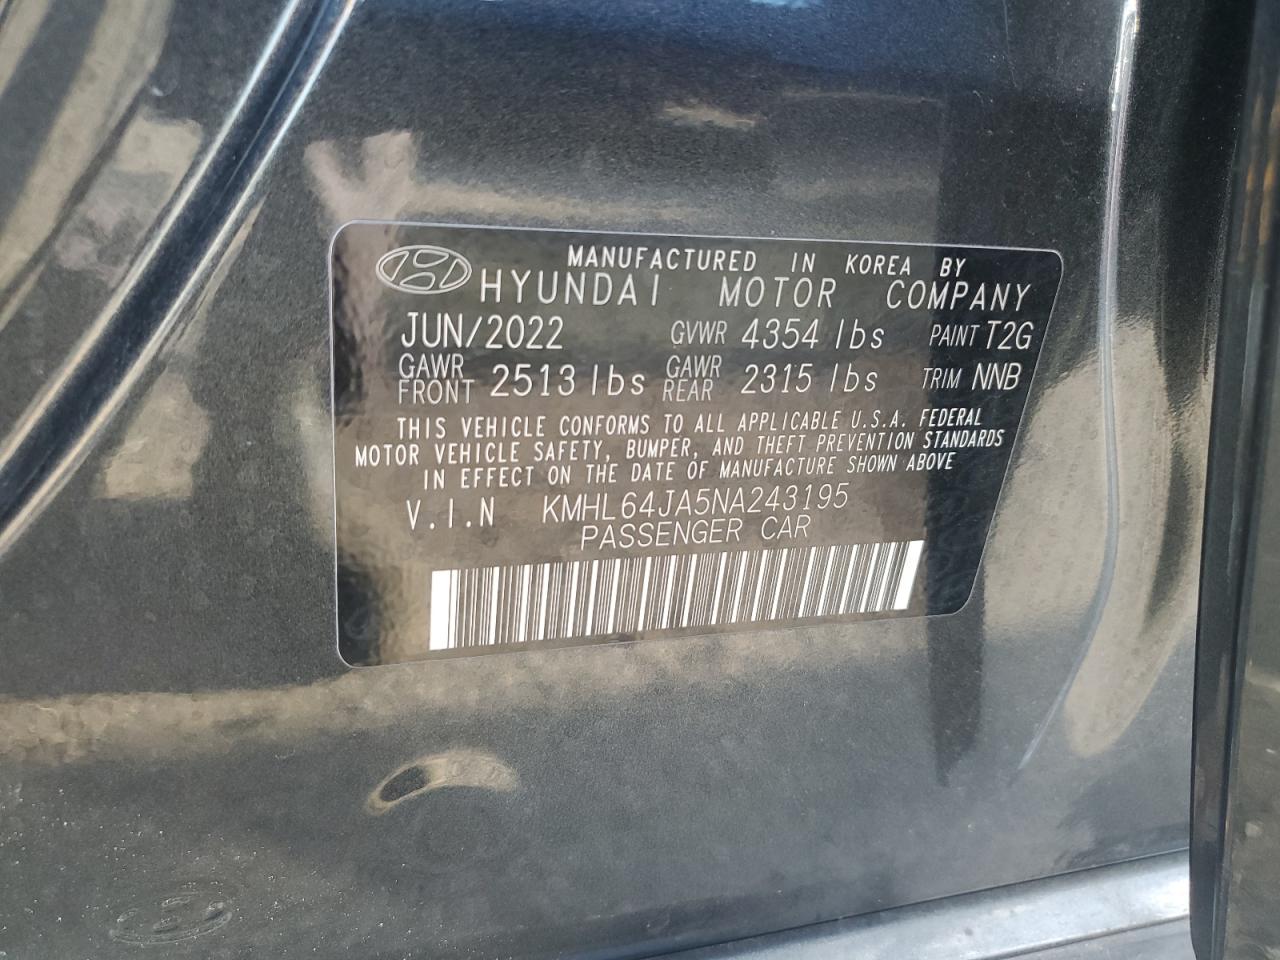 MANUFACTURED IN KOREA BY
HYUNDAI MOTOR COMPANY
JUN/2022 GVWR 4354 lbs PAINT T2G
GAWR FRONT 2513 lbs GAWR REAR 2315 lbs TRIM NNB
THIS VEHICLE CONFORMS TO ALL APPLICABLE U.S.A. FEDERAL
MOTOR VEHICLE SAFETY, BUMPER, AND THEFT PREVENTION STANDARDS
IN EFFECT ON THE DATE OF MANUFACTURE SHOWN ABOVE
V.I.N KMHL64JA5NA243195
PASSENGER CAR